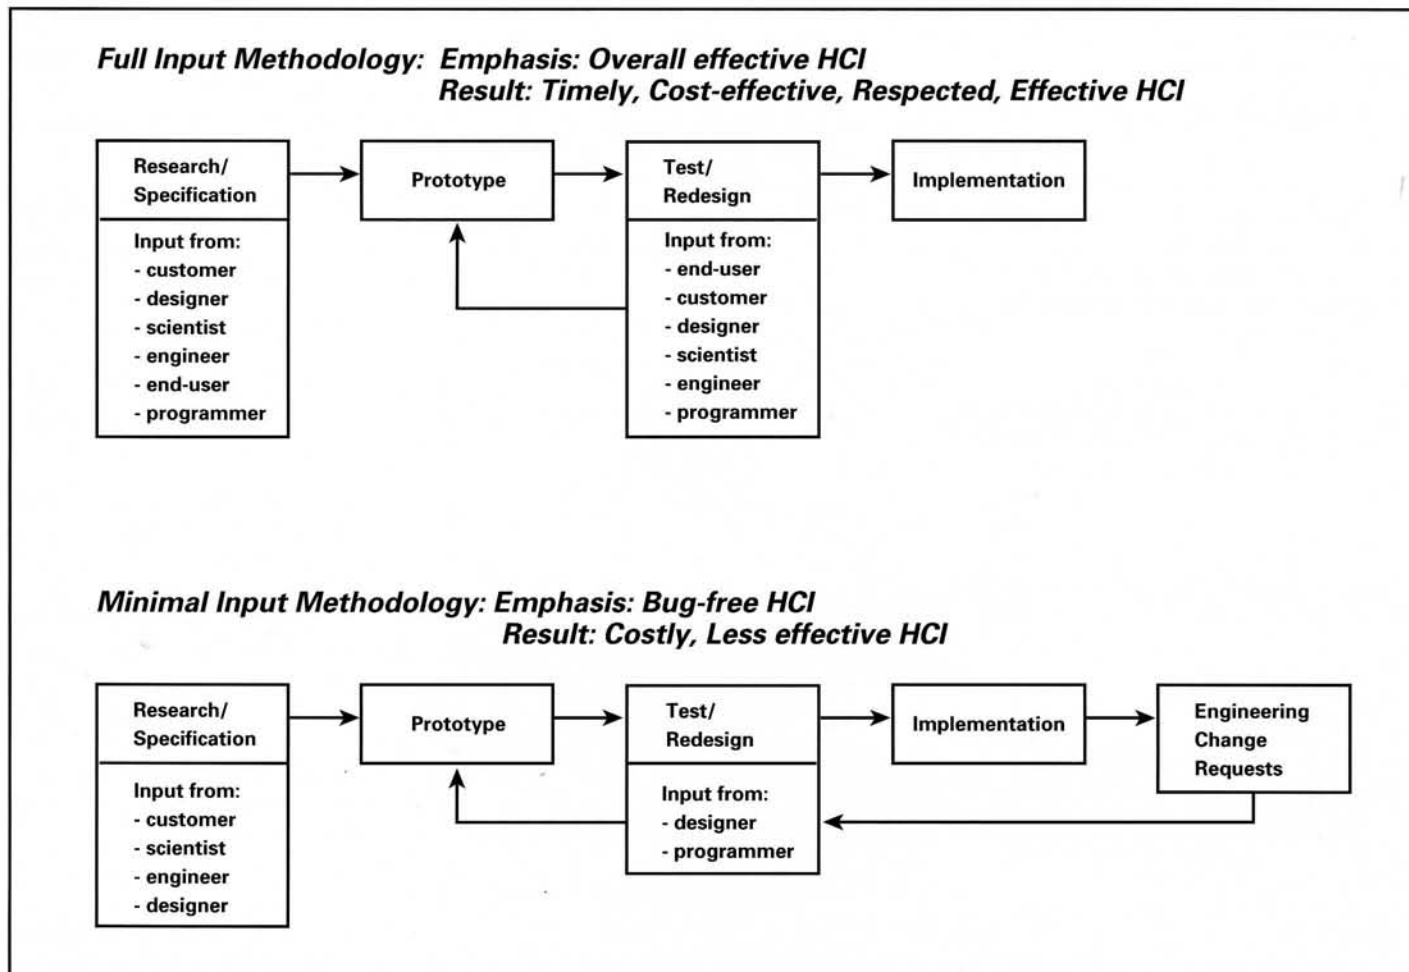 Full Input Methodology: Emphasis: Overall effective HCI
Result: Timely, Cost-effective, Respected, Effective HCI
Research/
Specification
Input from:
- customer
- designer
- scientist
- engineer
- end-user
- programmer
Prototype
Test/
Redesign
Input from:
- end-user
- customer
- designer
- scientist
- engineer
- programmer
Implementation
Minimal Input Methodology: Emphasis: Bug-free HCI
Result: Costly, Less effective HCI
Research/
Specification
Input from:
- customer
- scientist
- engineer
- designer
Prototype
Test/
Redesign
Input from:
- designer
- programmer
Implementation
Engineering
Change
Requests